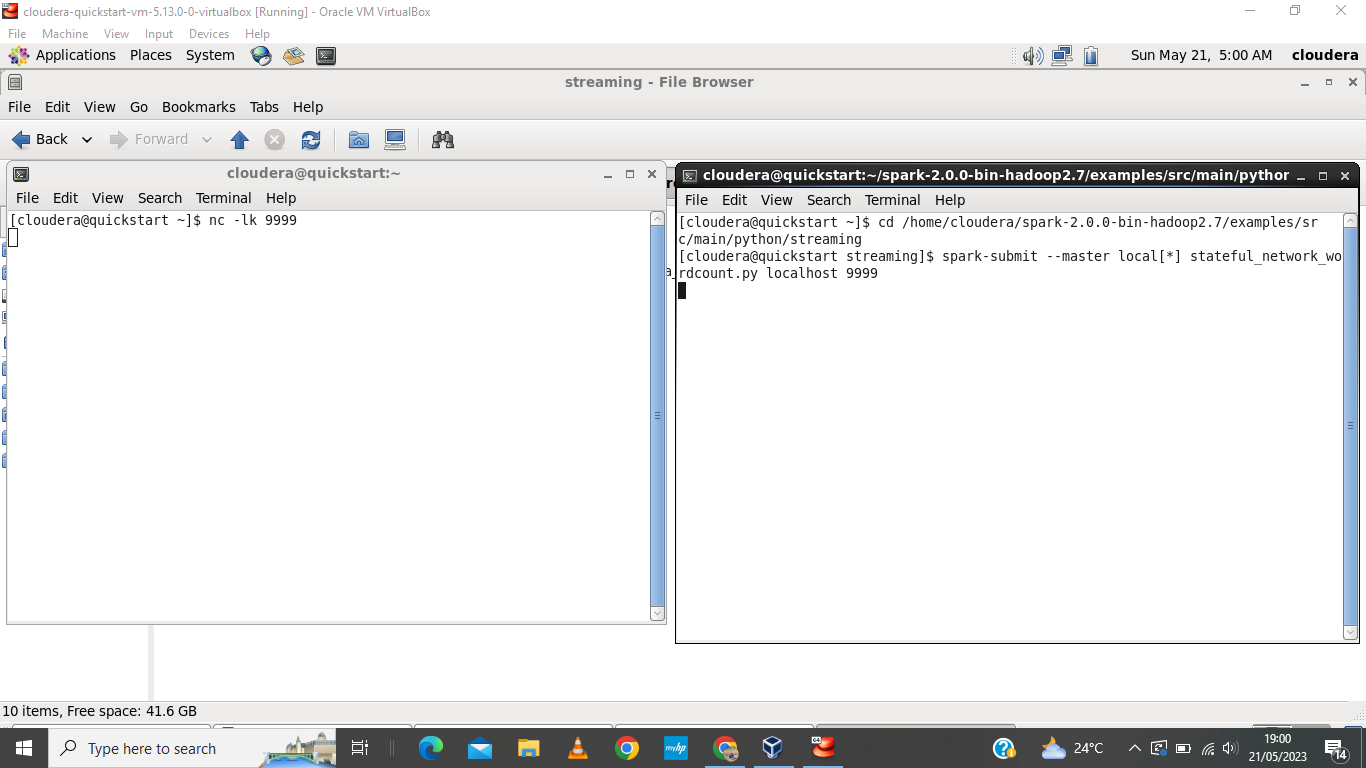 cloudera-quickstart-vm-5.13.0-0-virtualbox [Running] - Oracle VM VirtualBox
File Machine View Input Devices Help
Applications Places System Sun May 21, 5:00 AM cloudera
streaming - File Browser
File Edit View Go Bookmarks Tabs Help
Back Forward
cloudera@quickstart:~
File Edit View Search Terminal Help
[cloudera@quickstart ~]$ nc -lk 9999
cloudera@quickstart:~/spark-2.0.0-bin-hadoop2.7/examples/src/main/python
File Edit View Search Terminal Help
[cloudera@quickstart ~]$ cd /home/cloudera/spark-2.0.0-bin-hadoop2.7/examples/sr
c/main/python/streaming
[cloudera@quickstart streaming]$ spark-submit --master local[*] stateful_network_wo
rdcount.py localhost 9999
10 items, Free space: 41.6 GB
Type here to search
myhp
64
24°C
19:00
21/05/2023
14